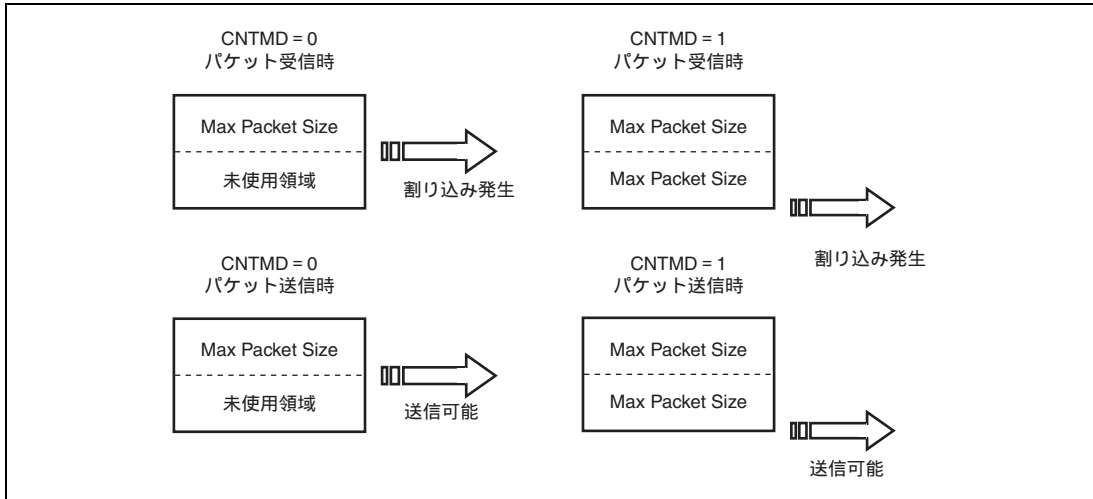 CNTMD = 0
パケット受信時
Max Packet Size
未使用領域
割り込み発生
CNTMD = 1
パケット受信時
Max Packet Size
Max Packet Size
割り込み発生
CNTMD = 0
パケット送信時
Max Packet Size
未使用領域
送信可能
CNTMD = 1
パケット送信時
Max Packet Size
Max Packet Size
送信可能